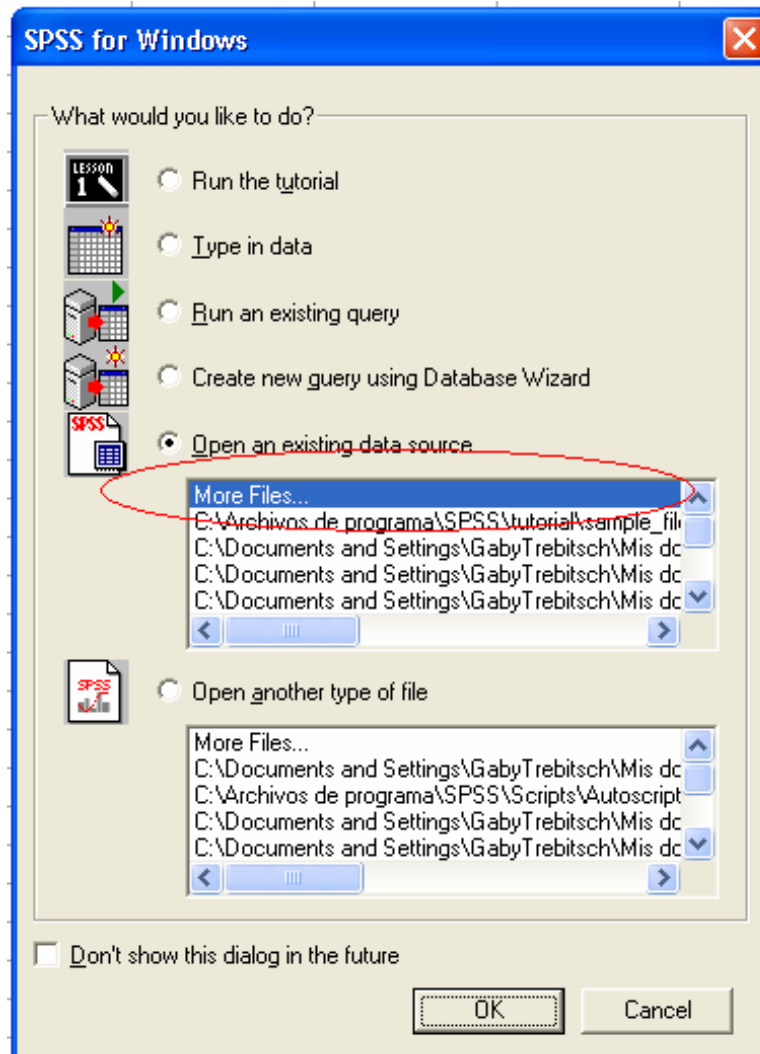 SPSS for Windows
What would you like to do?
LESSON
1
Run the tutorial
Type in data
Run an existing query
Create new query using Database Wizard
SPSS
Open an existing data source
More Files...
C:\Archivos de programa\SPSS\tutorial\sample_file
C:\Documents and Settings\GabyTrebitsch\Mis dc
C:\Documents and Settings\GabyTrebitsch\Mis dc
C:\Documents and Settings\GabyTrebitsch\Mis dc
SPSS
Open another type of file
More Files...
C:\Documents and Settings\GabyTrebitsch\Mis dc
C:\Archivos de programa\SPSS\Scripts\Autoscript
C:\Documents and Settings\GabyTrebitsch\Mis dc
C:\Documents and Settings\GabyTrebitsch\Mis dc
Don't show this dialog in the future
OK Cancel